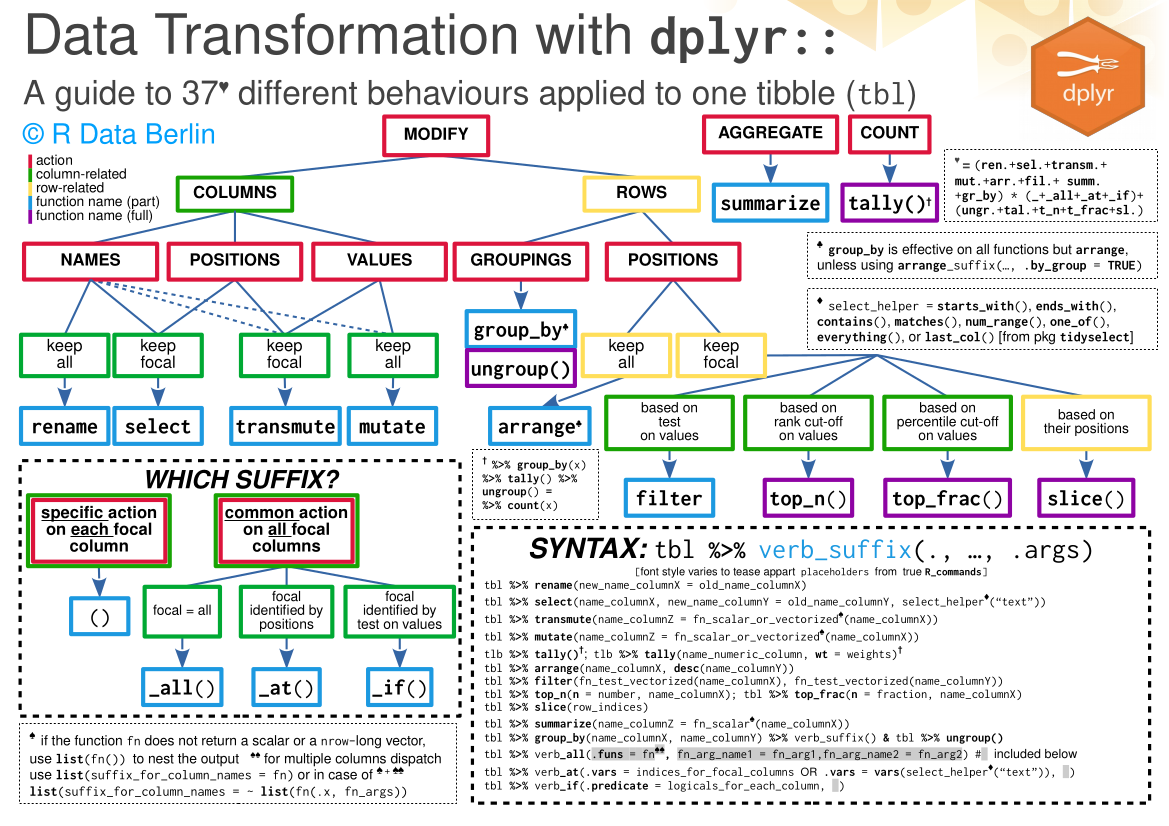 Data Transformation with dplyr::
A guide to 37♥ different behaviours applied to one tibble (tbl)
dplyr
© R Data Berlin
action
column-related
row-related
function name (part)
function name (full)
MODIFY
AGGREGATE
COUNT
COLUMNS
ROWS
summarize
tally()†
♥= (ren.+sel.+transm.+
mut.+arr.+fil.+ summ.
+gr_by) * (_+_all+_at+_if)+
(ungr.+tal.+t_n+t_frac+sl.)
NAMES
POSITIONS
VALUES
GROUPINGS
POSITIONS
♣ group_by is effective on all functions but arrange,
unless using arrange_suffix(…, .by_group = TRUE)
♦ select_helper = starts_with(), ends_with(),
contains(), matches(), num_range(), one_of(),
everything(), or last_col() [from pkg tidyselect]
keep
all
keep
focal
keep
focal
keep
all
group_by♣
ungroup()
keep
all
keep
focal
rename
select
transmute
mutate
arrange♣
based on
test
on values
based on
rank cut-off
on values
based on
percentile cut-off
on values
based on
their positions
filter
top_n()
top_frac()
slice()
† %>% group_by(x)
%>% tally() %>%
ungroup() =
%>% count(x)
WHICH SUFFIX?
specific action
on each focal
column
common action
on all focal
columns
()
focal = all
focal
identified by
positions
focal
identified by
test on values
_all()
_at()
_if()
♠ if the function fn does not return a scalar or a nrow-long vector,
use list(fn()) to nest the output ♠♠ for multiple columns dispatch
use list(suffix_for_column_names = fn) or in case of ♠+♠♠
list(suffix_for_column_names = ~ list(fn(.x, fn_args))
SYNTAX: tbl %>% verb_suffix(., …, .args)
[font style varies to tease appart placeholders from true R_commands]
tbl %>% rename(new_name_columnX = old_name_columnX)
tbl %>% select(name_columnX, new_name_columnY = old_name_columnY, select_helper♦(“text”))
tbl %>% transmute(name_columnZ = fn_scalar_or_vectorized♠(name_columnX))
tbl %>% mutate(name_columnZ = fn_scalar_or_vectorized♠(name_columnX))
tlb %>% tally()†; tlb %>% tally(name_numeric_column, wt = weights)†
tbl %>% arrange(name_columnX, desc(name_columnY))
tbl %>% filter(fn_test_vectorized(name_columnX), fn_test_vectorized(name_columnY))
tbl %>% top_n(n = number, name_columnX); tbl %>% top_frac(n = fraction, name_columnX)
tbl %>% slice(row_indices)
tbl %>% summarize(name_columnZ = fn_scalar♠(name_columnX))
tbl %>% group_by(name_columnX, name_columnY) %>% verb_suffix() & tbl %>% ungroup()
tbl %>% verb_all(.funs = fn♠♠, fn_arg_name1 = fn_arg1,fn_arg_name2 = fn_arg2) # included below
tbl %>% verb_at(.vars = indices_for_focal_columns OR .vars = vars(select_helper♦(“text”)), )
tbl %>% verb_if(.predicate = logicals_for_each_column, )